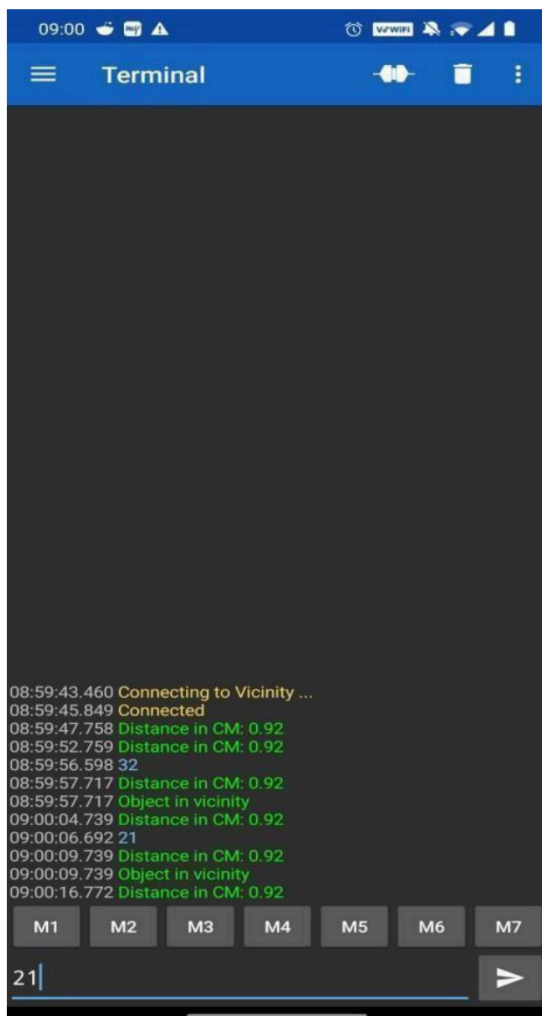 09:00 VoWiFi
Terminal
08:59:43.460 Connecting to Vicinity ...
08:59:45.849 Connected
08:59:47.758 Distance in CM: 0.92
08:59:52.759 Distance in CM: 0.92
08:59:56.598 32
08:59:57.717 Distance in CM: 0.92
08:59:57.717 Object in vicinity
09:00:04.739 Distance in CM: 0.92
09:00:06.692 21
09:00:09.739 Distance in CM: 0.92
09:00:09.739 Object in vicinity
09:00:16.772 Distance in CM: 0.92
M1 M2 M3 M4 M5 M6 M7
21